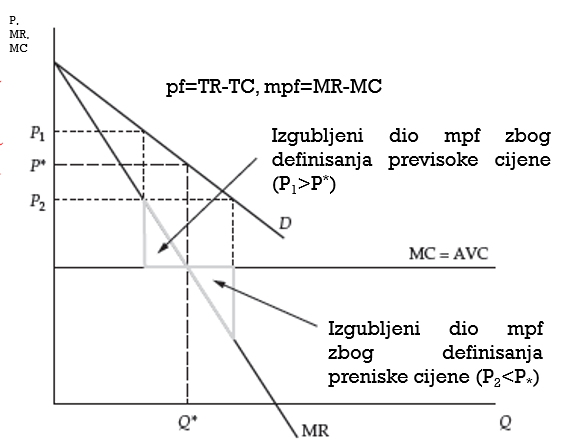 P,
MR,
MC
pf=TR-TC, mpf=MR-MC
P₁
P*
P₂
Izgubljeni dio mpf zbog
definisanja previsoke cijene
(P₁>P*)
D
MC = AVC
Izgubljeni dio mpf
zbog definisanja
preniske cijene (P₂<P*)
Q*
Q
MR